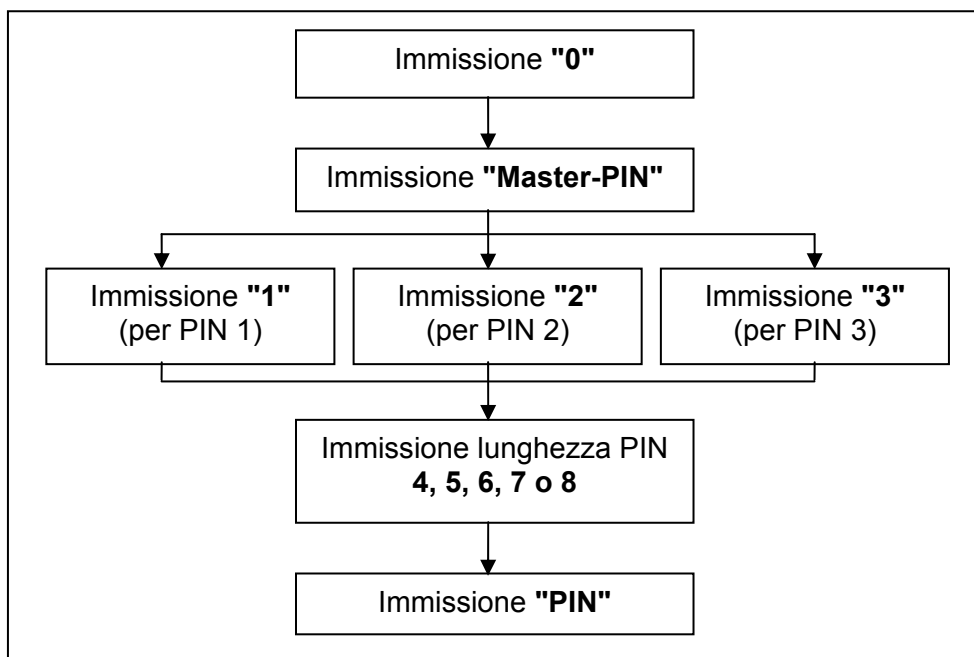 Immissione "0"
Immissione "Master-PIN"
Immissione "1"
(per PIN 1)
Immissione "2"
(per PIN 2)
Immissione "3"
(per PIN 3)
Immissione lunghezza PIN
4, 5, 6, 7 o 8
Immissione "PIN"